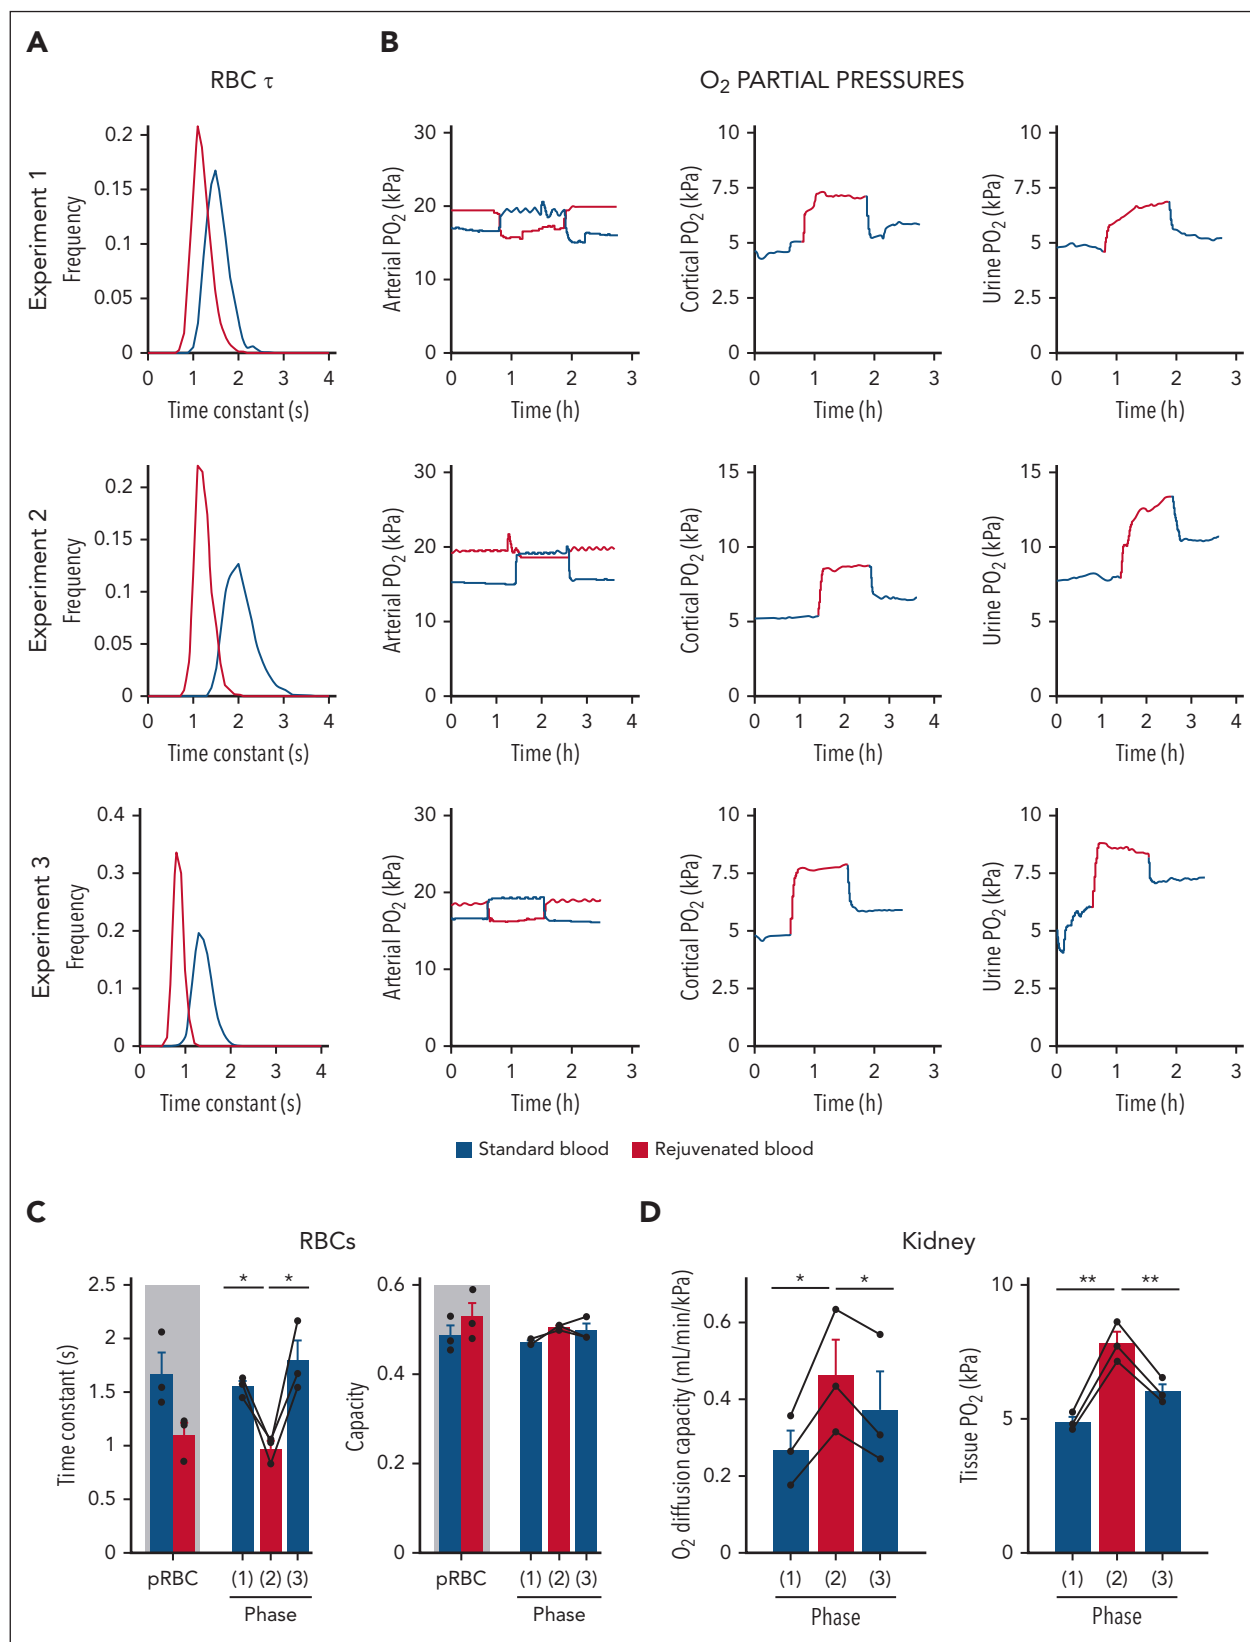 A
B
RBC τ
O2 PARTIAL PRESSURES
Experiment 1
Frequency
0.2
0.15
0.1
0.05
0
0 1 2 3 4
Time constant (s)
Arterial PO2 (kPa)
30
20
10
0
0 1 2 3
Time (h)
Cortical PO2 (kPa)
10
7.5
5
2.5
0
0 1 2 3
Time (h)
Urine PO2 (kPa)
10
7.5
5
2.5
0
0 1 2 3
Time (h)
Experiment 2
Frequency
0.2
0.15
0.1
0.05
0
0 1 2 3 4
Time constant (s)
Arterial PO2 (kPa)
30
20
10
0
0 1 2 3 4
Time (h)
Cortical PO2 (kPa)
15
10
5
0
0 1 2 3 4
Time (h)
Urine PO2 (kPa)
15
10
5
0
0 1 2 3 4
Time (h)
Experiment 3
Frequency
0.4
0.3
0.2
0.1
0
0 1 2 3 4
Time constant (s)
Arterial PO2 (kPa)
30
20
10
0
0 1 2 3
Time (h)
Cortical PO2 (kPa)
10
7.5
5
2.5
0
0 1 2 3
Time (h)
Urine PO2 (kPa)
10
7.5
5
2.5
0
0 1 2 3
Time (h)
Standard blood Rejuvenated blood
C
RBCs
Time constant (s)
2.5
2
1.5
1
0.5
0
* *
pRBC (1) (2) (3)
Phase
Capacity
0.6
0.4
0.2
0
pRBC (1) (2) (3)
Phase
D
Kidney
O2 diffusion capacity (mL/min/kPa)
0.6
0.4
0.2
0
* *
(1) (2) (3)
Phase
Tissue PO2 (kPa)
10
5
0
** **
(1) (2) (3)
Phase